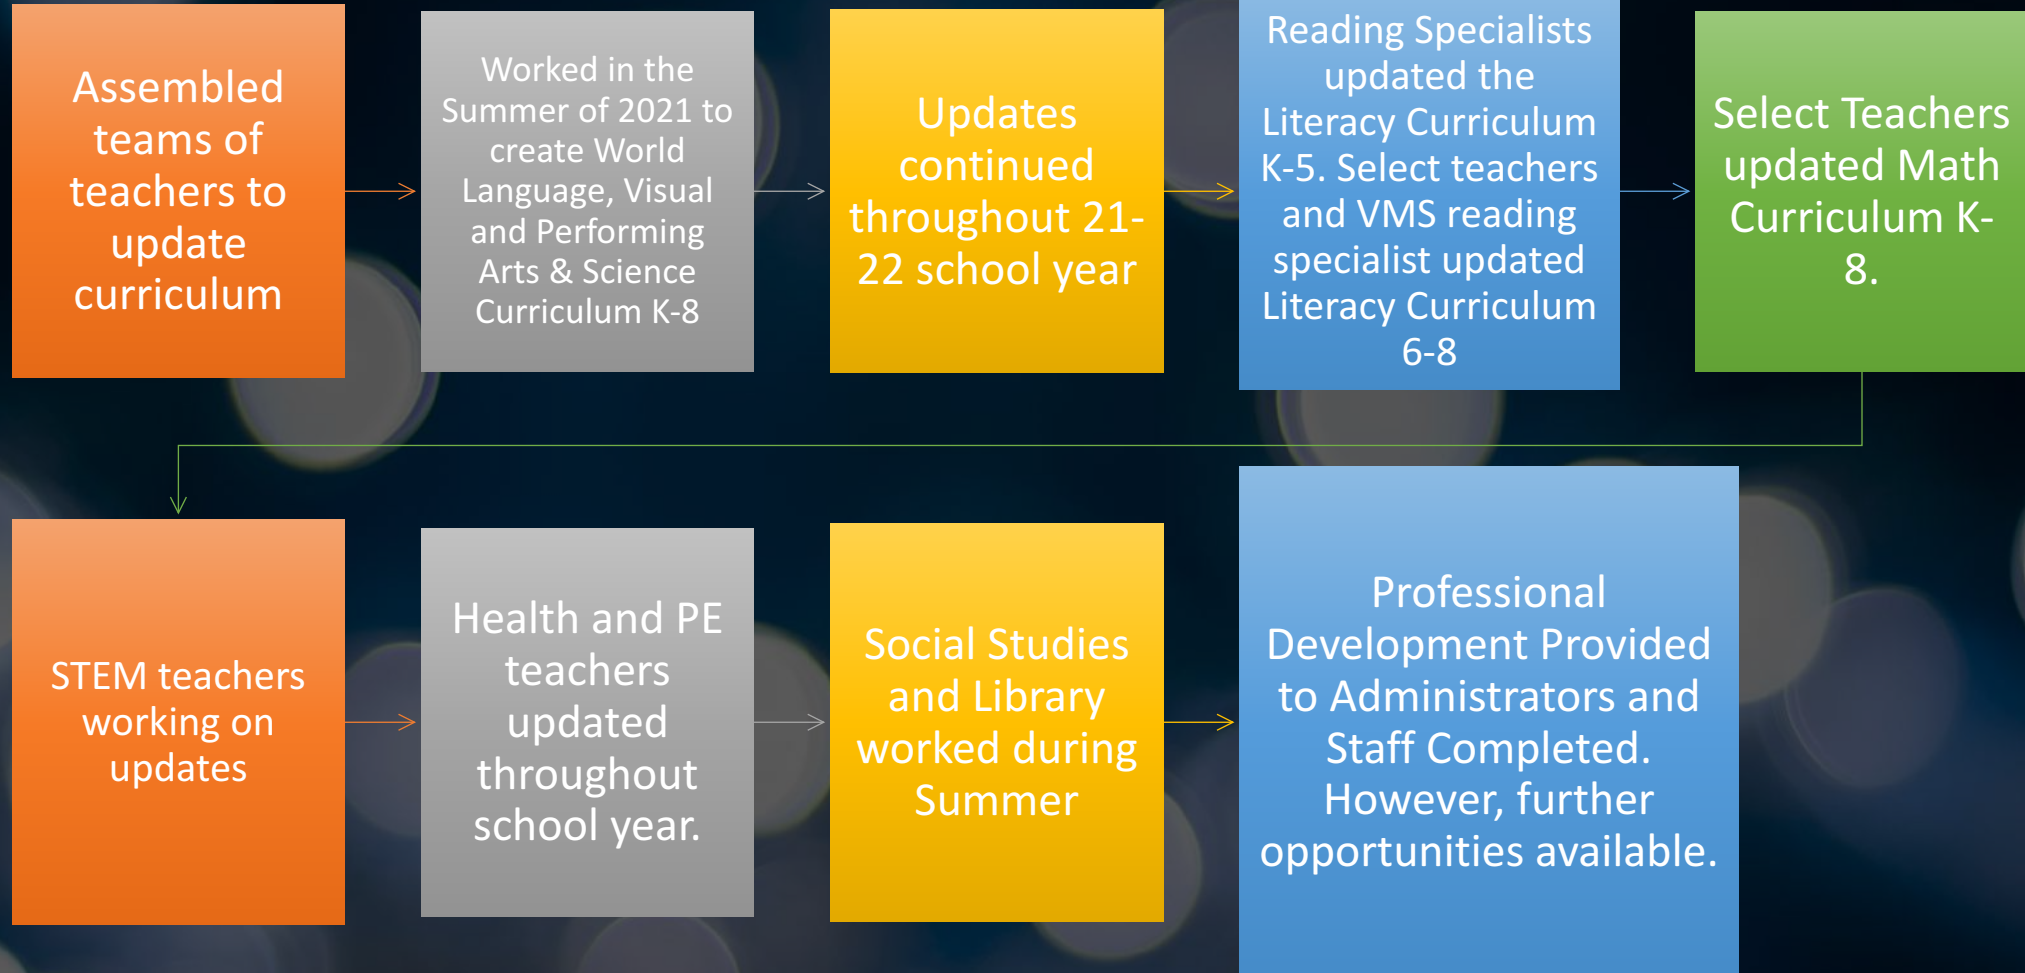 Assembled
teams of
teachers to
update
curriculum
Worked in the
Summer of 2021 to
create World
Language, Visual
and Performing
Arts & Science
Curriculum K-8
Updates
continued
throughout 21-
22 school year
Reading Specialists
updated the
Literacy Curriculum
K-5. Select teachers
and VMS reading
specialist updated
Literacy Curriculum
6-8
Select Teachers
updated Math
Curriculum K-
8.
STEM teachers
working on
updates
Health and PE
teachers
updated
throughout
school year.
Social Studies
and Library
worked during
Summer
Professional
Development Provided
to Administrators and
Staff Completed.
However, further
opportunities available.